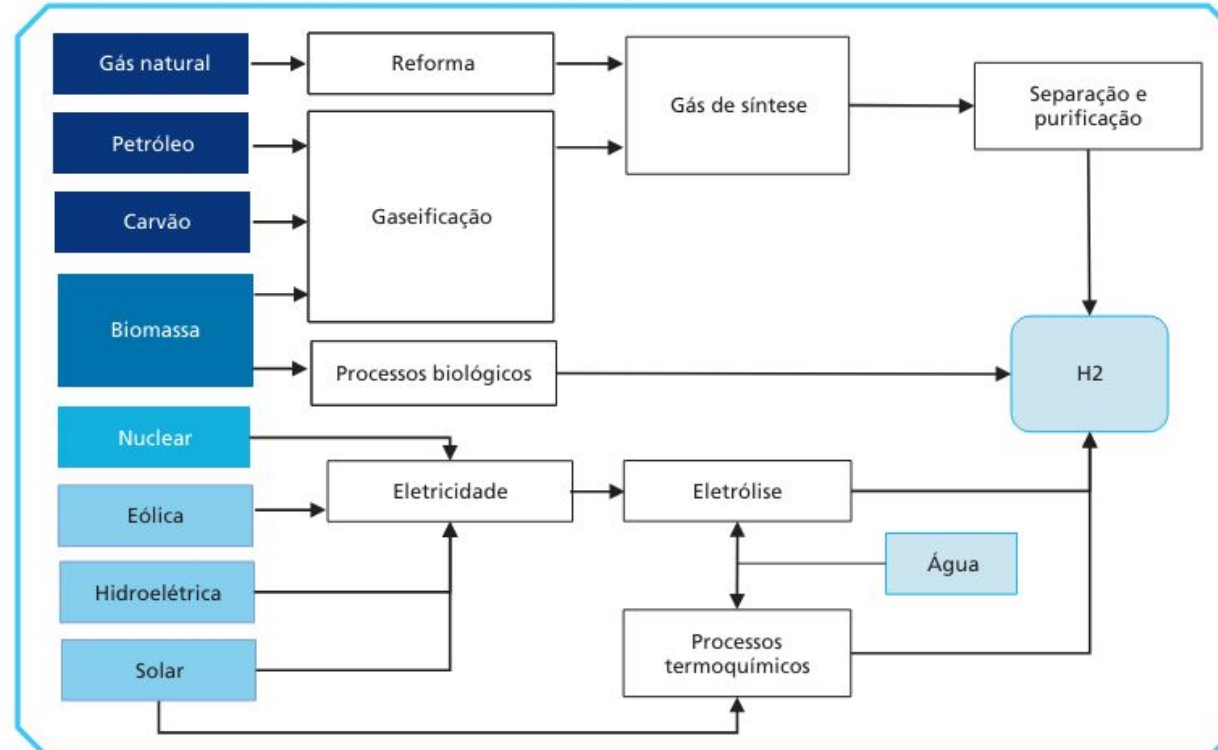 Gás natural
Reforma
Gás de síntese
Separação e
purificação
Petróleo
Carvão
Gaseificação
Biomassa
Processos biológicos
H2
Nuclear
Eletricidade
Eletrólise
Eólica
Água
Hidroelétrica
Solar
Processos
termoquímicos